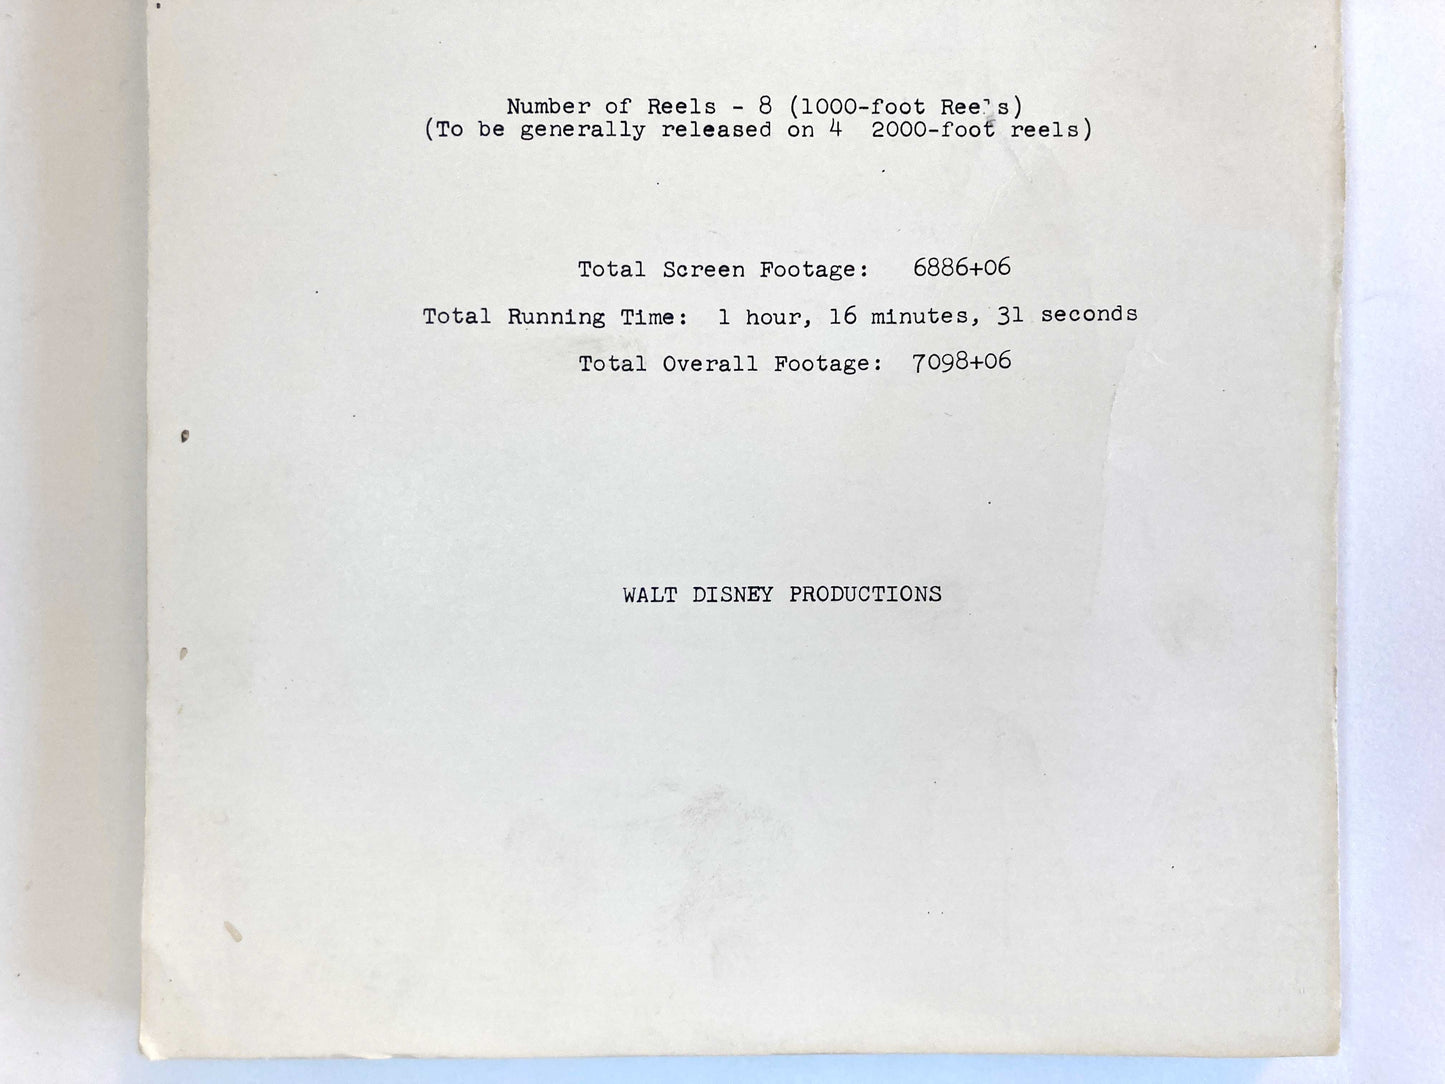 Number of Reels - 8 (1000-foot Reels)
(To be generally released on 4 2000-foot reels)
Total Screen Footage: 6886+06
Total Running Time: 1 hour, 16 minutes, 31 seconds
Total Overall Footage: 7098+06
WALT DISNEY PRODUCTIONS